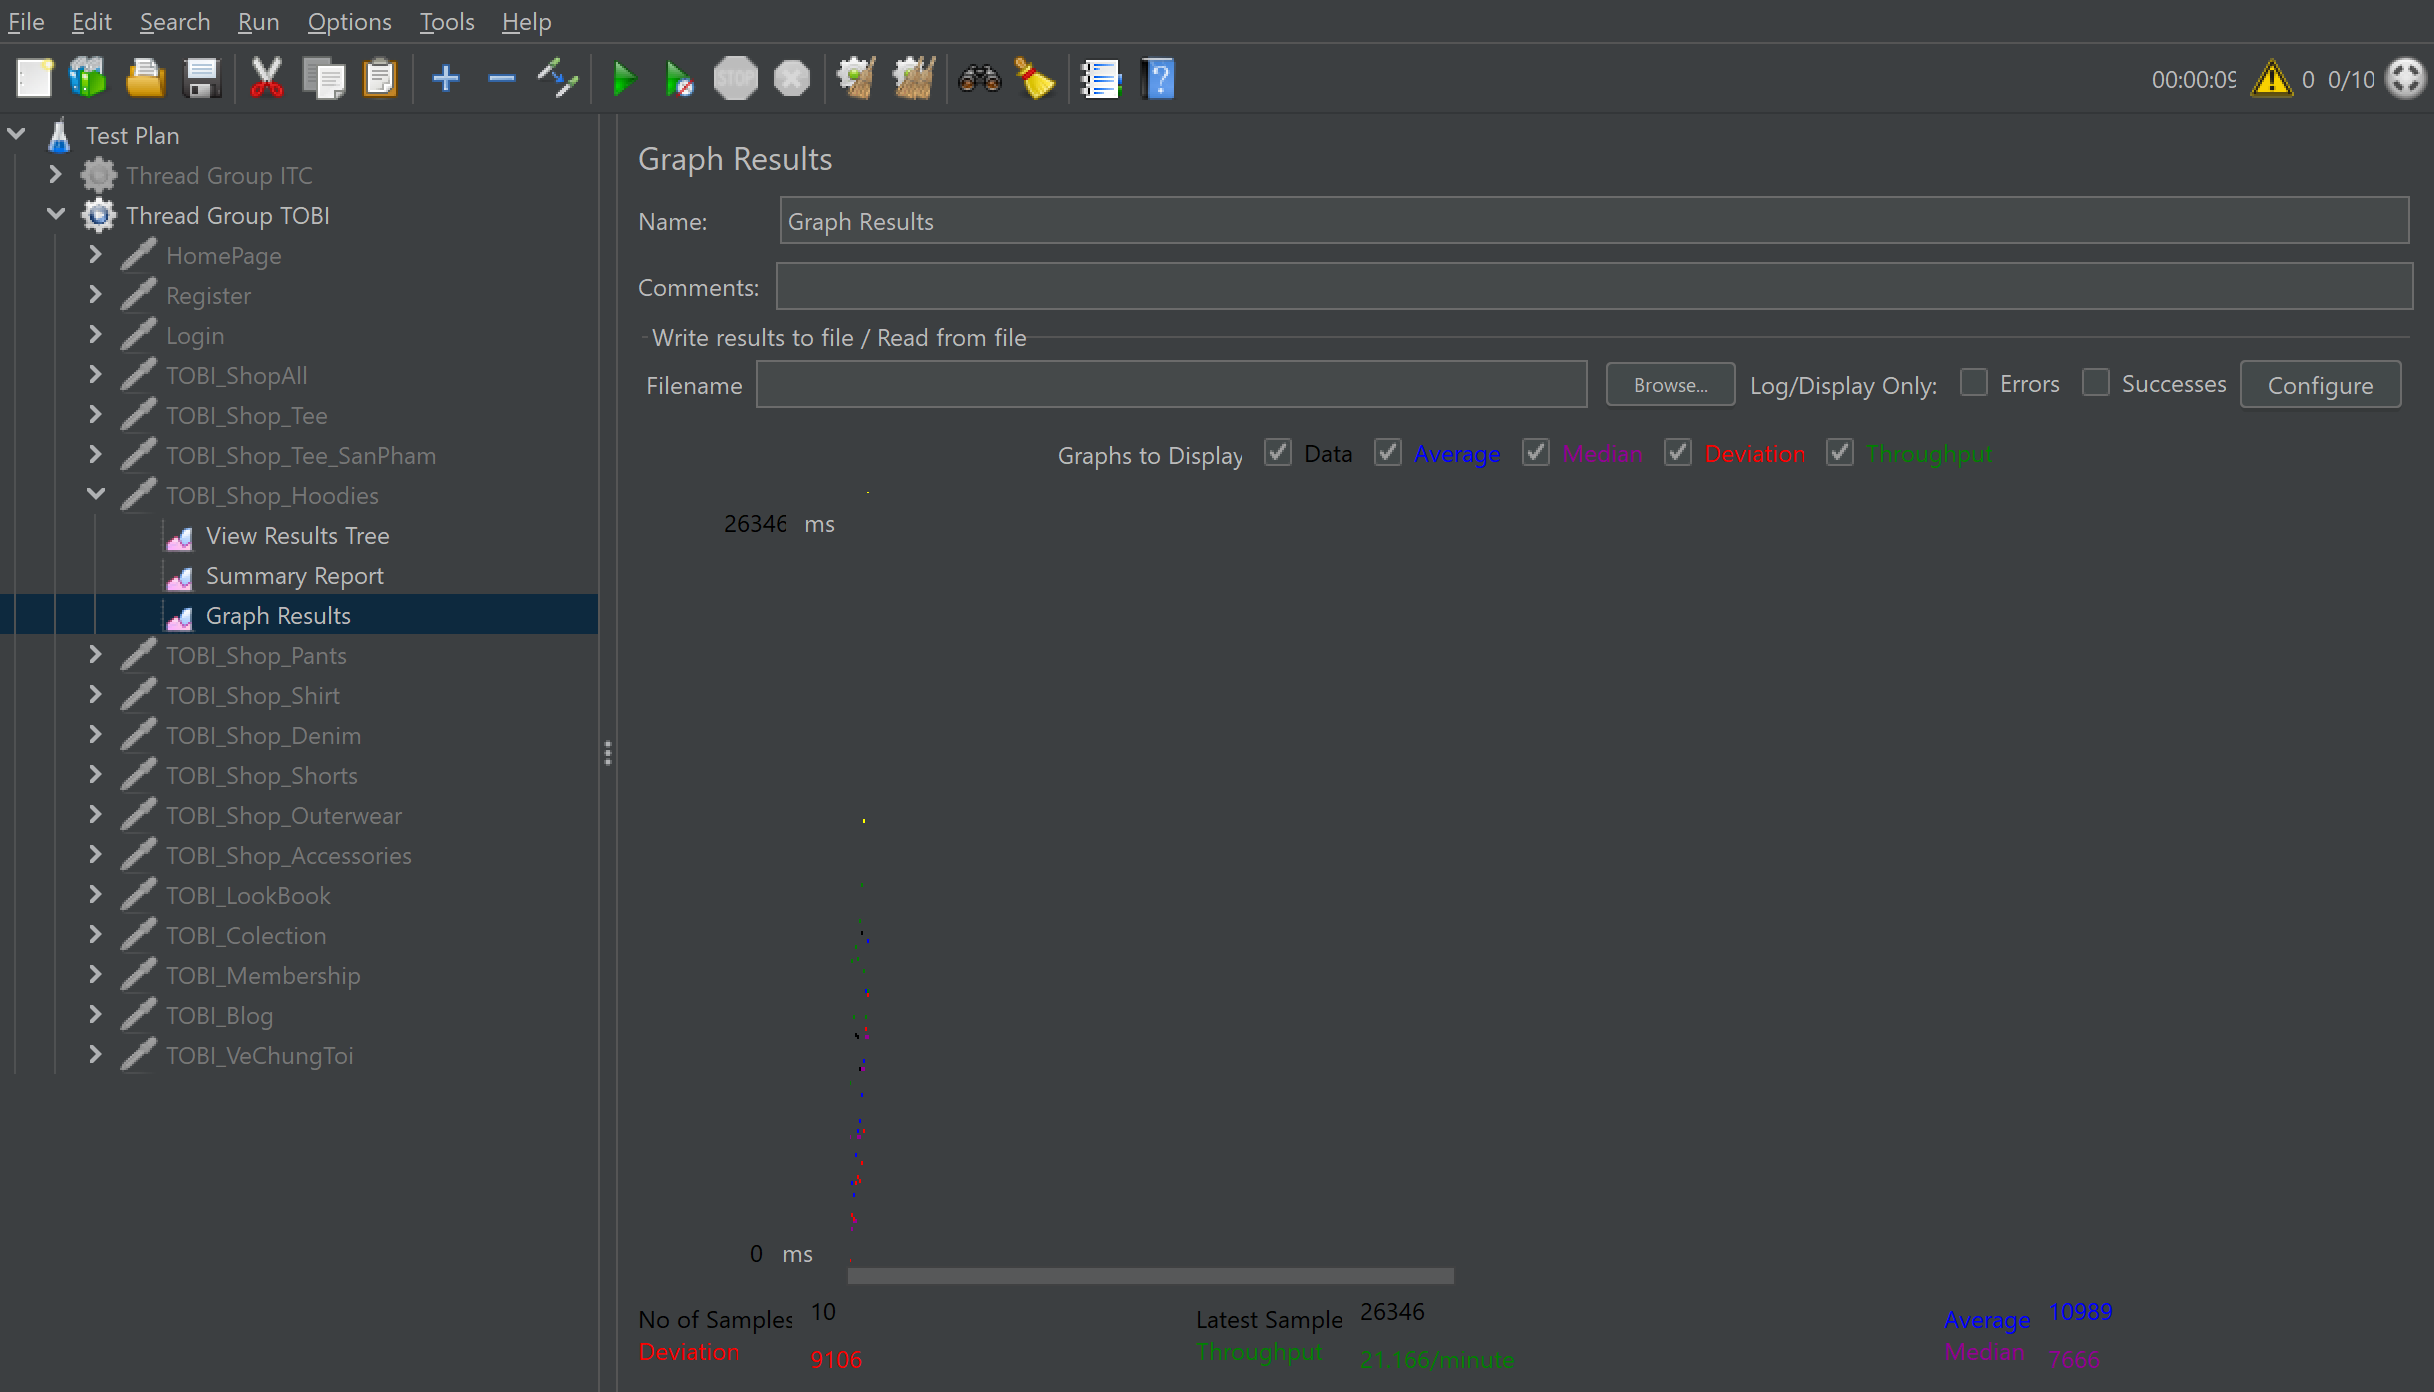 File Edit Search Run Options Tools Help
STOP
00:00:09 0 0/10
Test Plan
Thread Group ITC
Thread Group TOBI
HomePage
Register
Login
TOBI_ShopAll
TOBI_Shop_Tee
TOBI_Shop_Tee_SanPham
TOBI_Shop_Hoodies
View Results Tree
Summary Report
Graph Results
TOBI_Shop_Pants
TOBI_Shop_Shirt
TOBI_Shop_Denim
TOBI_Shop_Shorts
TOBI_Shop_Outerwear
TOBI_Shop_Accessories
TOBI_LookBook
TOBI_Colection
TOBI_Membership
TOBI_Blog
TOBI_VeChungToi
Graph Results
Name: Graph Results
Comments:
Write results to file / Read from file
Filename Browse... Log/Display Only: Errors Successes Configure
Graphs to Display Data Average Median Deviation Throughput
26346 ms
0 ms
No of Samples 10 Latest Sample 26346 Average 10989
Deviation 9106 Throughput 21.166/minute Median 7666